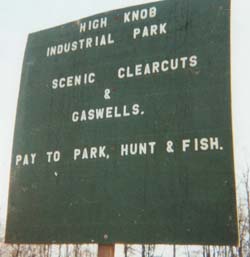 HIGH KNOB
INDUSTRIAL PARK
SCENIC CLEARCUTS
&
GASWELLS.
PAY TO PARK, HUNT & FISH.